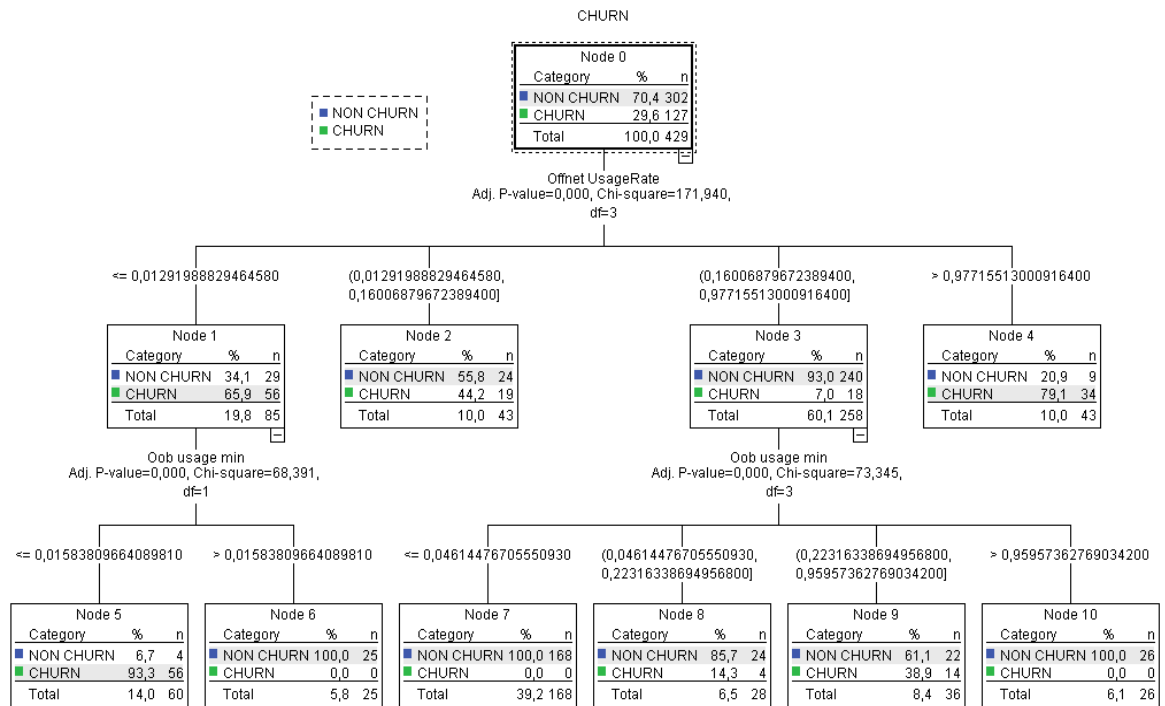 CHURN
Node 0
Category % n
NON CHURN 70,4 302
CHURN 29,6 127
Total 100,0 429
NON CHURN
CHURN
Offnet UsageRate
Adj. P-value=0,000, Chi-square=171,940,
df=3
<= 0,01291988829464580
(0,01291988829464580,
0,16006879672389400]
(0,16006879672389400,
0,97715513000916400]
> 0,97715513000916400
Node 1
Category % n
NON CHURN 34,1 29
CHURN 65,9 56
Total 19,8 85
Node 2
Category % n
NON CHURN 55,8 24
CHURN 44,2 19
Total 10,0 43
Node 3
Category % n
NON CHURN 93,0 240
CHURN 7,0 18
Total 60,1 258
Node 4
Category % n
NON CHURN 20,9 9
CHURN 79,1 34
Total 10,0 43
Oob usage min
Adj. P-value=0,000, Chi-square=68,391,
df=1
Oob usage min
Adj. P-value=0,000, Chi-square=73,345,
df=3
<= 0,01583809664089810
> 0,01583809664089810
<= 0,04614476705550930
(0,04614476705550930,
0,22316338694956800]
(0,22316338694956800,
0,95957362769034200]
> 0,95957362769034200
Node 5
Category % n
NON CHURN 6,7 4
CHURN 93,3 56
Total 14,0 60
Node 6
Category % n
NON CHURN 100,0 25
CHURN 0,0 0
Total 5,8 25
Node 7
Category % n
NON CHURN 100,0 168
CHURN 0,0 0
Total 39,2 168
Node 8
Category % n
NON CHURN 85,7 24
CHURN 14,3 4
Total 6,5 28
Node 9
Category % n
NON CHURN 61,1 22
CHURN 38,9 14
Total 8,4 36
Node 10
Category % n
NON CHURN 100,0 26
CHURN 0,0 0
Total 6,1 26